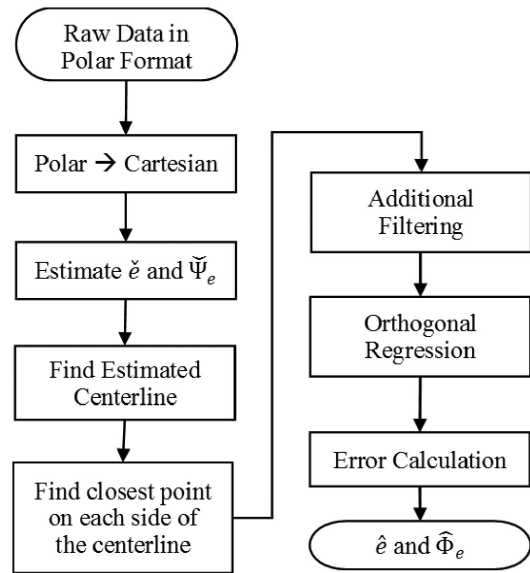 Raw Data in
Polar Format
Polar → Cartesian
Estimate ě and Ψ̆ₑ
Find Estimated
Centerline
Find closest point
on each side of
the centerline
Additional
Filtering
Orthogonal
Regression
Error Calculation
ê and Φ̂ₑ